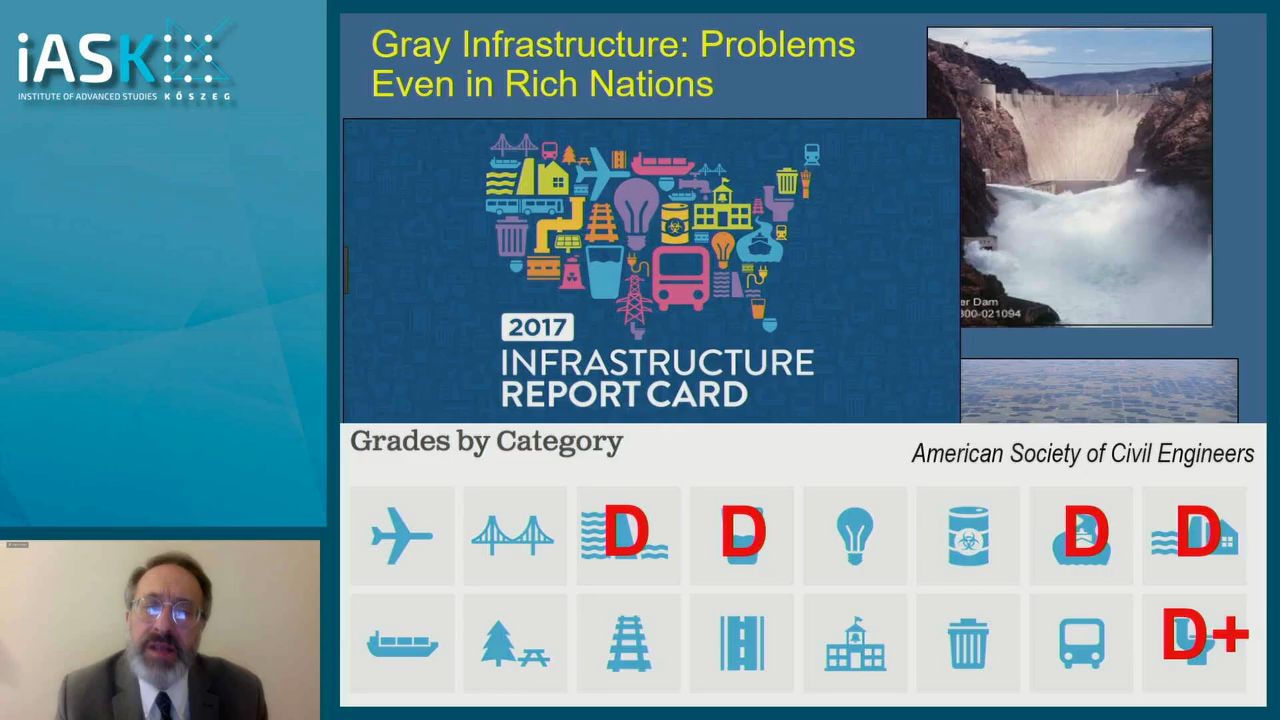 iASK
INSTITUTE OF ADVANCED STUDIES KŐSZEG
Gray Infrastructure: Problems
Even in Rich Nations
er Dam
800-021094
2017
INFRASTRUCTURE
REPORT CARD
Grades by Category
American Society of Civil Engineers
D D D D
D+